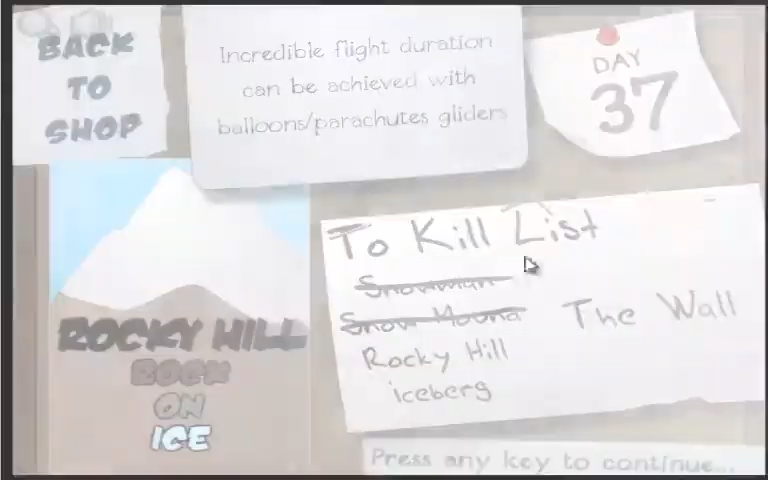 BACK
TO
SHOP
Incredible flight duration
can be achieved with
balloons/parachutes gliders
DAY
37
To Kill List
Snowman
Snow Mound
The Wall
Rocky Hill
iceberg
ROCKY HILL
ROCK
ON
ICE
Press any key to continue...